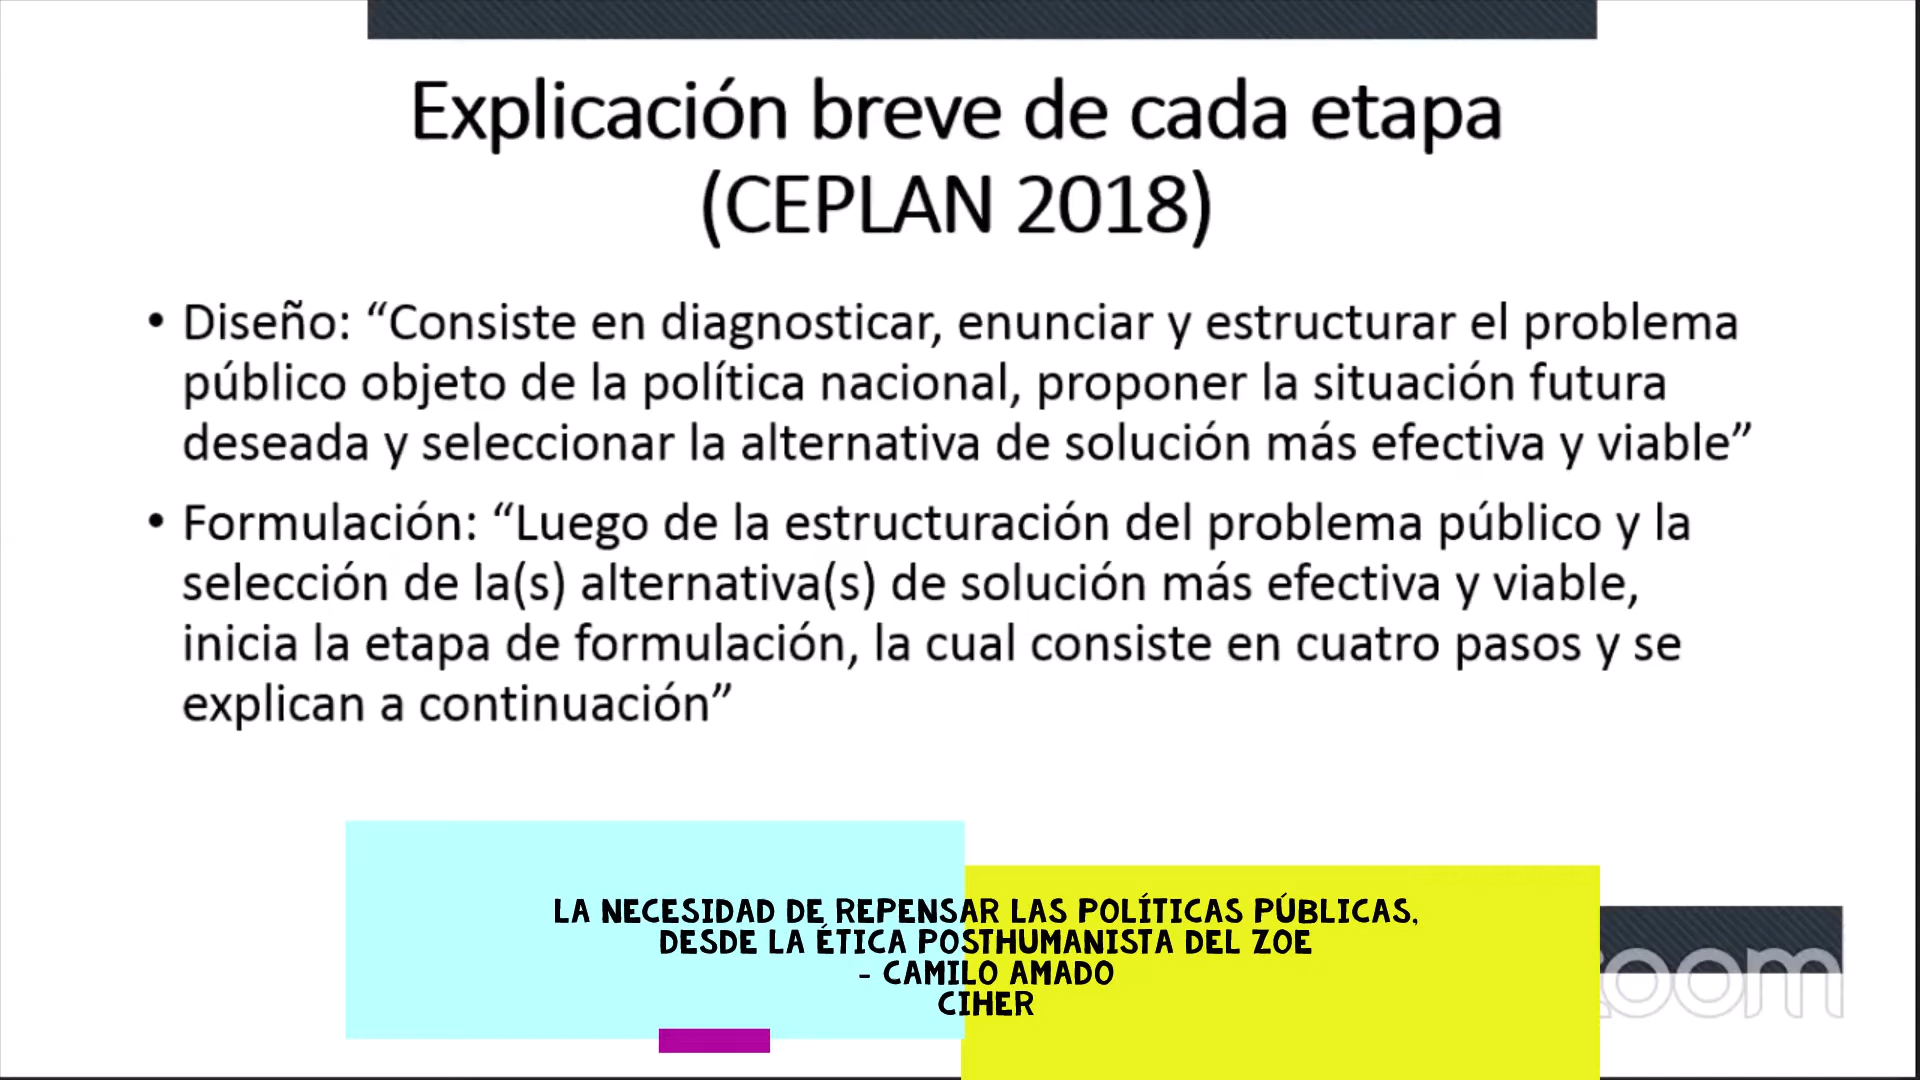 Explicación breve de cada etapa
(CEPLAN 2018)
• Diseño: “Consiste en diagnosticar, enunciar y estructurar el problema
público objeto de la política nacional, proponer la situación futura
deseada y seleccionar la alternativa de solución más efectiva y viable”
• Formulación: “Luego de la estructuración del problema público y la
selección de la(s) alternativa(s) de solución más efectiva y viable,
inicia la etapa de formulación, la cual consiste en cuatro pasos y se
explican a continuación”
LA NECESIDAD DE REPENSAR LAS POLÍTICAS PÚBLICAS,
DESDE LA ÉTICA POSTHUMANISTA DEL ZOE
- CAMILO AMADO
CIHER
zoom